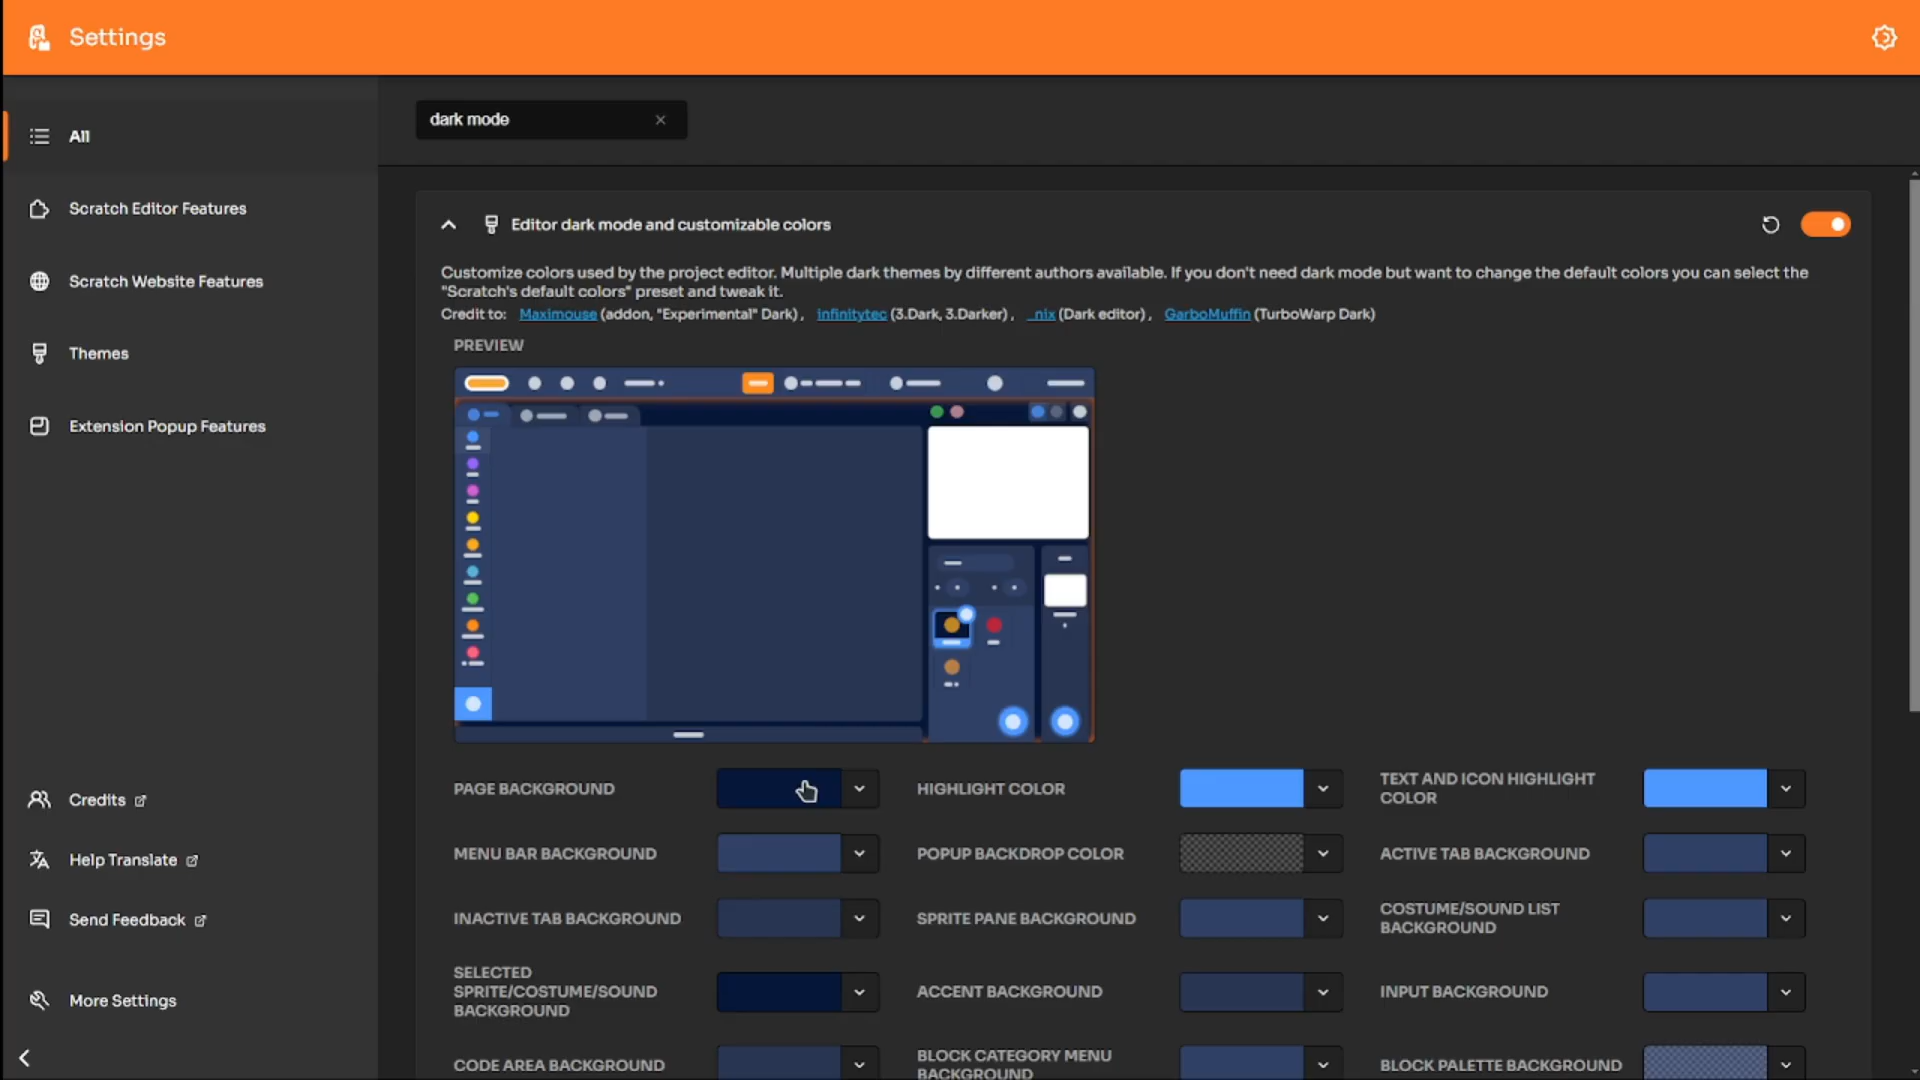 Settings
dark mode
All
Scratch Editor Features
Scratch Website Features
Themes
Extension Popup Features
Credits
Help Translate
Send Feedback
More Settings
Editor dark mode and customizable colors
Customize colors used by the project editor. Multiple dark themes by different authors available. If you don't need dark mode but want to change the default colors you can select the
"Scratch's default colors" preset and tweak it.
Credit to: Maximouse (addon, "Experimental" Dark), infinitytec (3.Dark, 3.Darker), _nix (Dark editor), GarboMuffin (TurboWarp Dark)
PREVIEW
PAGE BACKGROUND
HIGHLIGHT COLOR
TEXT AND ICON HIGHLIGHT
COLOR
MENU BAR BACKGROUND
POPUP BACKDROP COLOR
ACTIVE TAB BACKGROUND
INACTIVE TAB BACKGROUND
SPRITE PANE BACKGROUND
COSTUME/SOUND LIST
BACKGROUND
SELECTED
SPRITE/COSTUME/SOUND
BACKGROUND
ACCENT BACKGROUND
INPUT BACKGROUND
CODE AREA BACKGROUND
BLOCK CATEGORY MENU
BACKGROUND
BLOCK PALETTE BACKGROUND